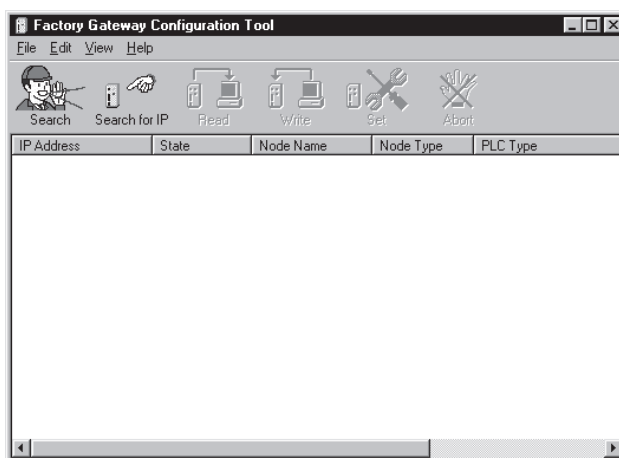 Factory Gateway Configuration Tool
File Edit View Help
Search Search for IP Read Write Set Abort
IP Address State Node Name Node Type PLC Type